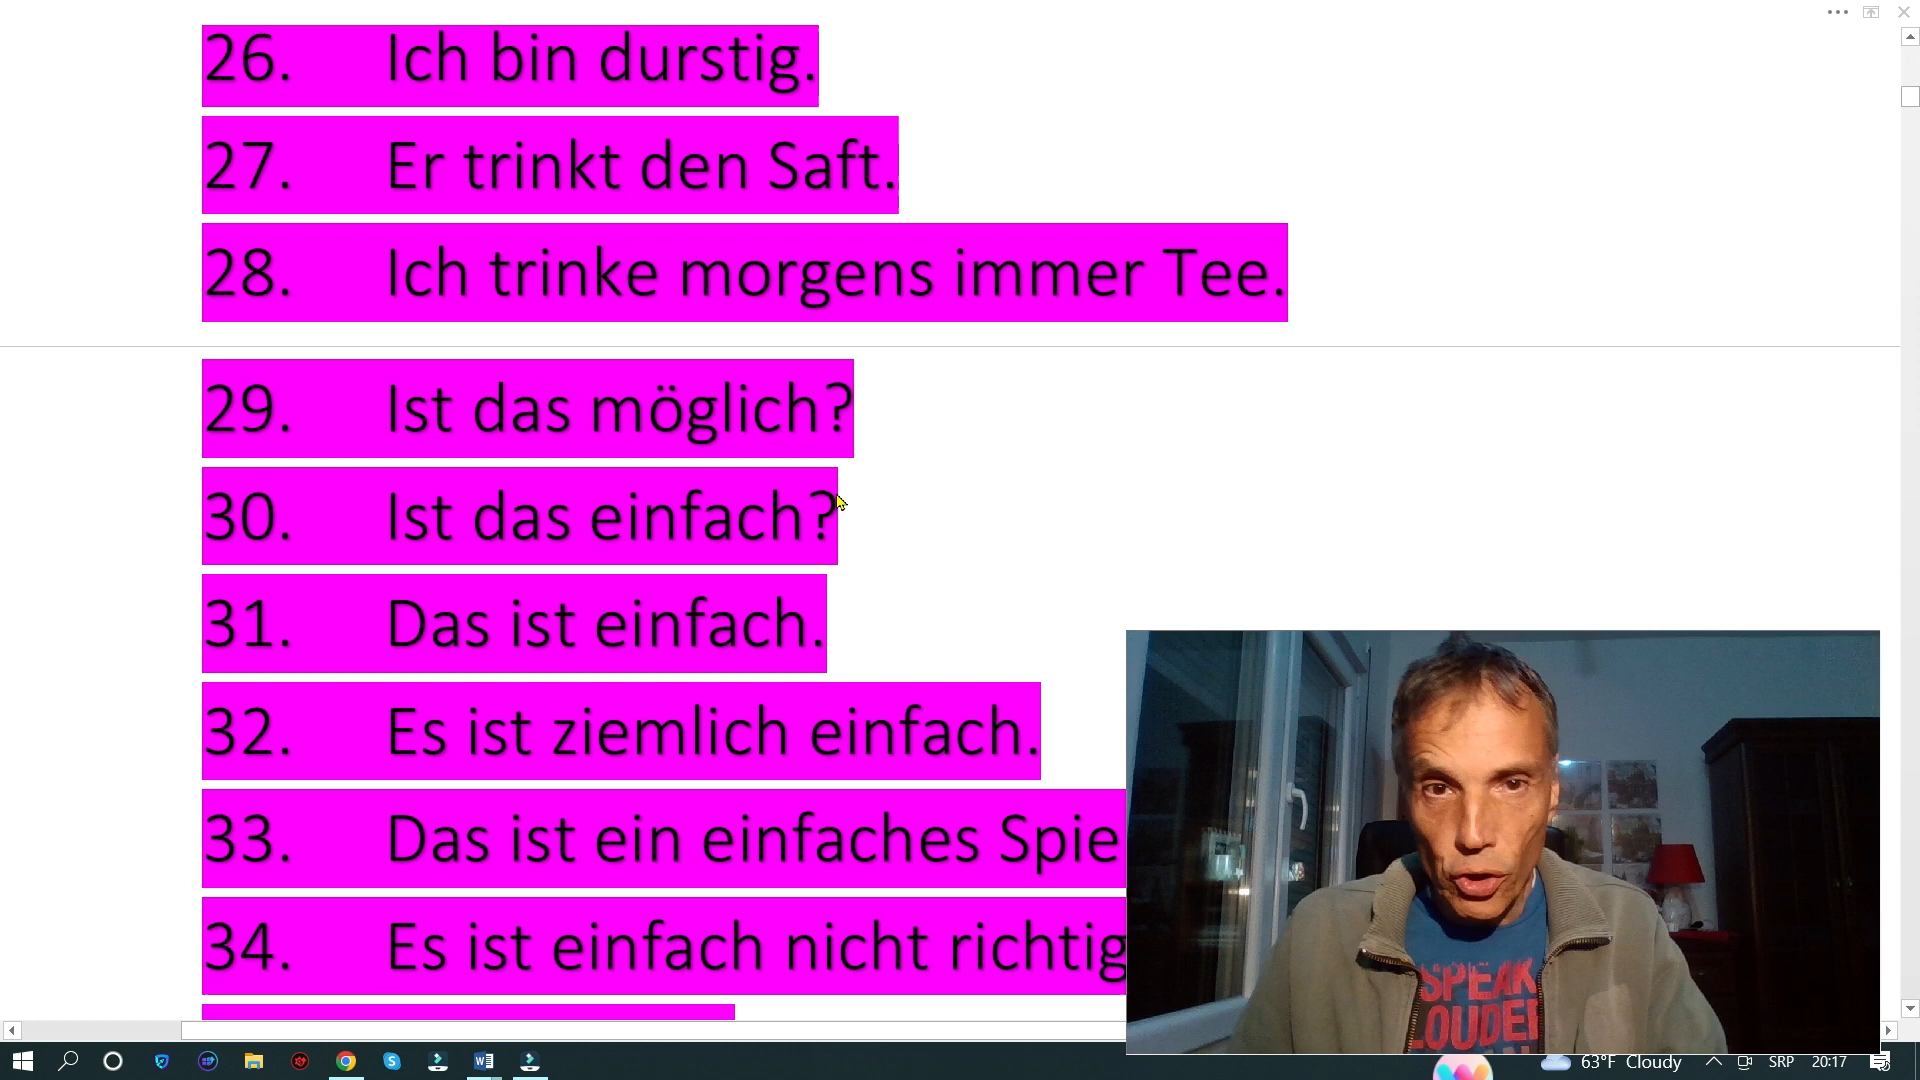 26. Ich bin durstig.
27. Er trinkt den Saft.
28. Ich trinke morgens immer Tee.
29. Ist das möglich?
30. Ist das einfach?
31. Das ist einfach.
32. Es ist ziemlich einfach.
33. Das ist ein einfaches Spie
34. Es ist einfach nicht richtig
SPEAK
LOUDER
63°F Cloudy SRP 20:17